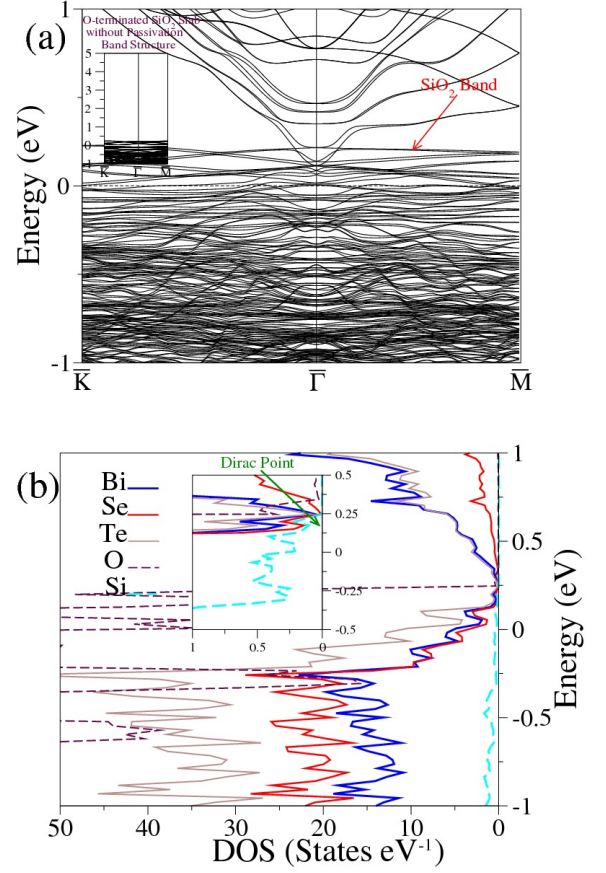 (a)
O-terminated SiO2 Slab
without Passivation
Band Structure
5
4
3
2
1
0
-1
K̅ Γ̅ M̅
SiO2 Band
Energy (eV)
1
0
-1
K̅ Γ̅ M̅
(b)
Bi
Se
Te
O
Si
Dirac Point
0.5
0.25
0
-0.25
-0.5
1 0.5 0
1
0.5
0
-0.5
-1
Energy (eV)
50 40 30 20 10 0
DOS (States eV-1)